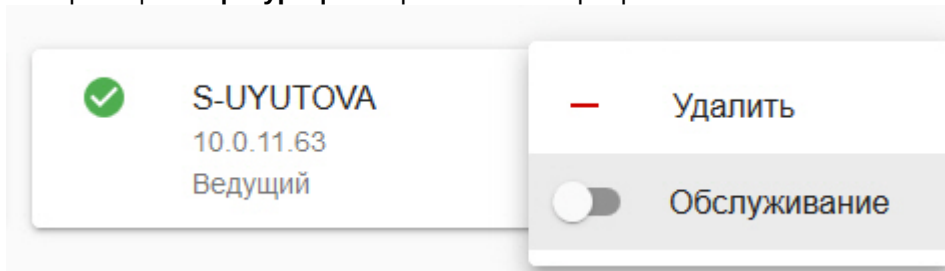 S-UYUTOVA
10.0.11.63
Ведущий
Удалить
Обслуживание